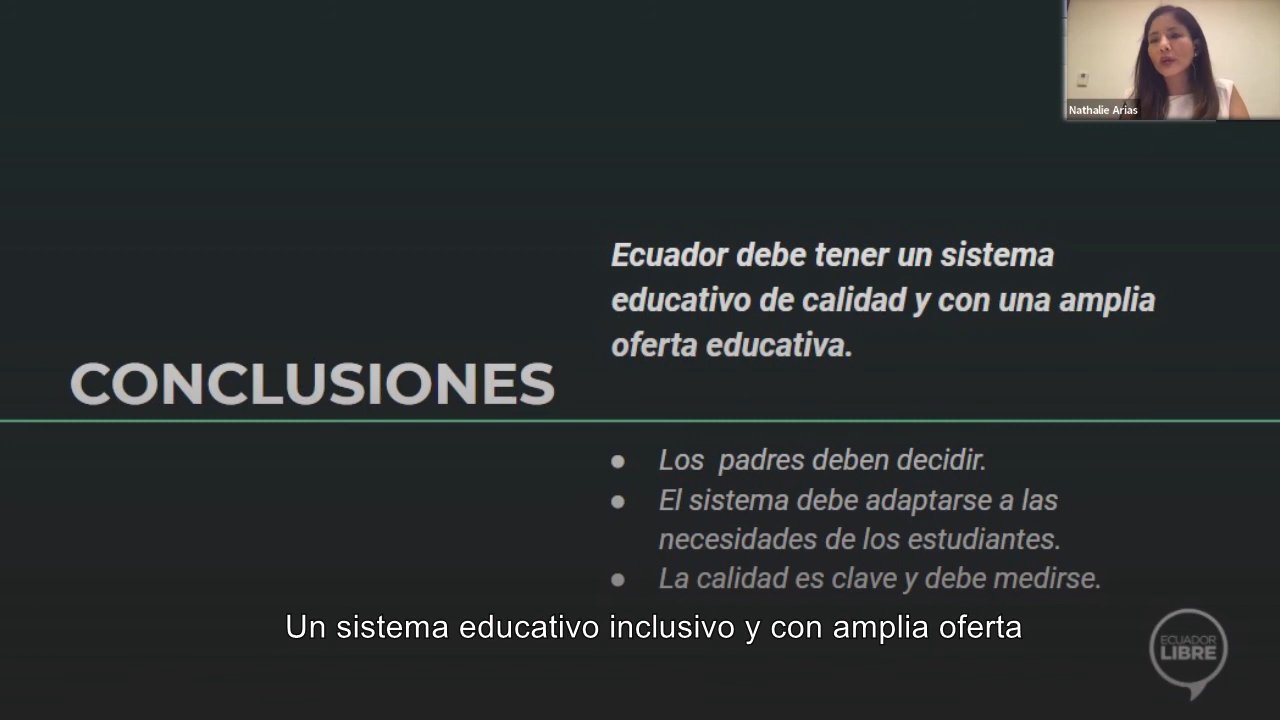 Nathalie Arias
Ecuador debe tener un sistema
educativo de calidad y con una amplia
oferta educativa.
CONCLUSIONES
● Los padres deben decidir.
● El sistema debe adaptarse a las
necesidades de los estudiantes.
● La calidad es clave y debe medirse.
Un sistema educativo inclusivo y con amplia oferta
ECUADOR
LIBRE